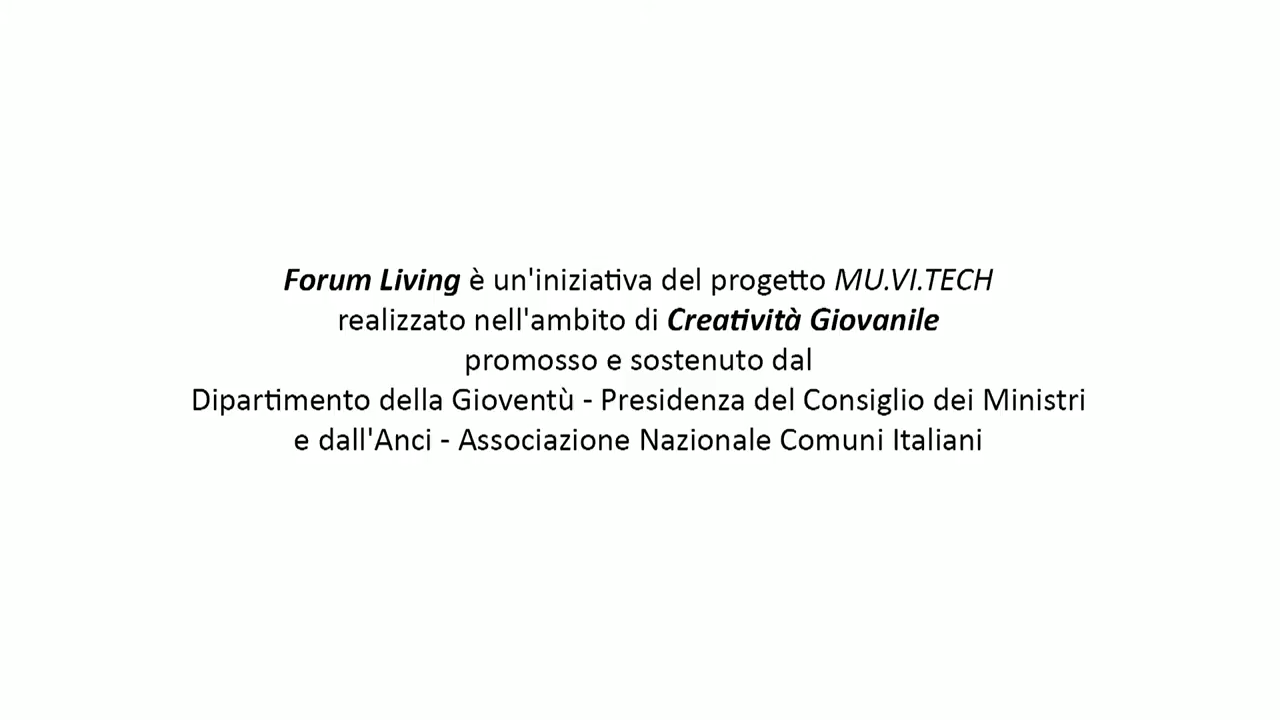 Forum Living è un'iniziativa del progetto MU.VI.TECH
realizzato nell'ambito di Creatività Giovanile
promosso e sostenuto dal
Dipartimento della Gioventù - Presidenza del Consiglio dei Ministri
e dall'Anci - Associazione Nazionale Comuni Italiani